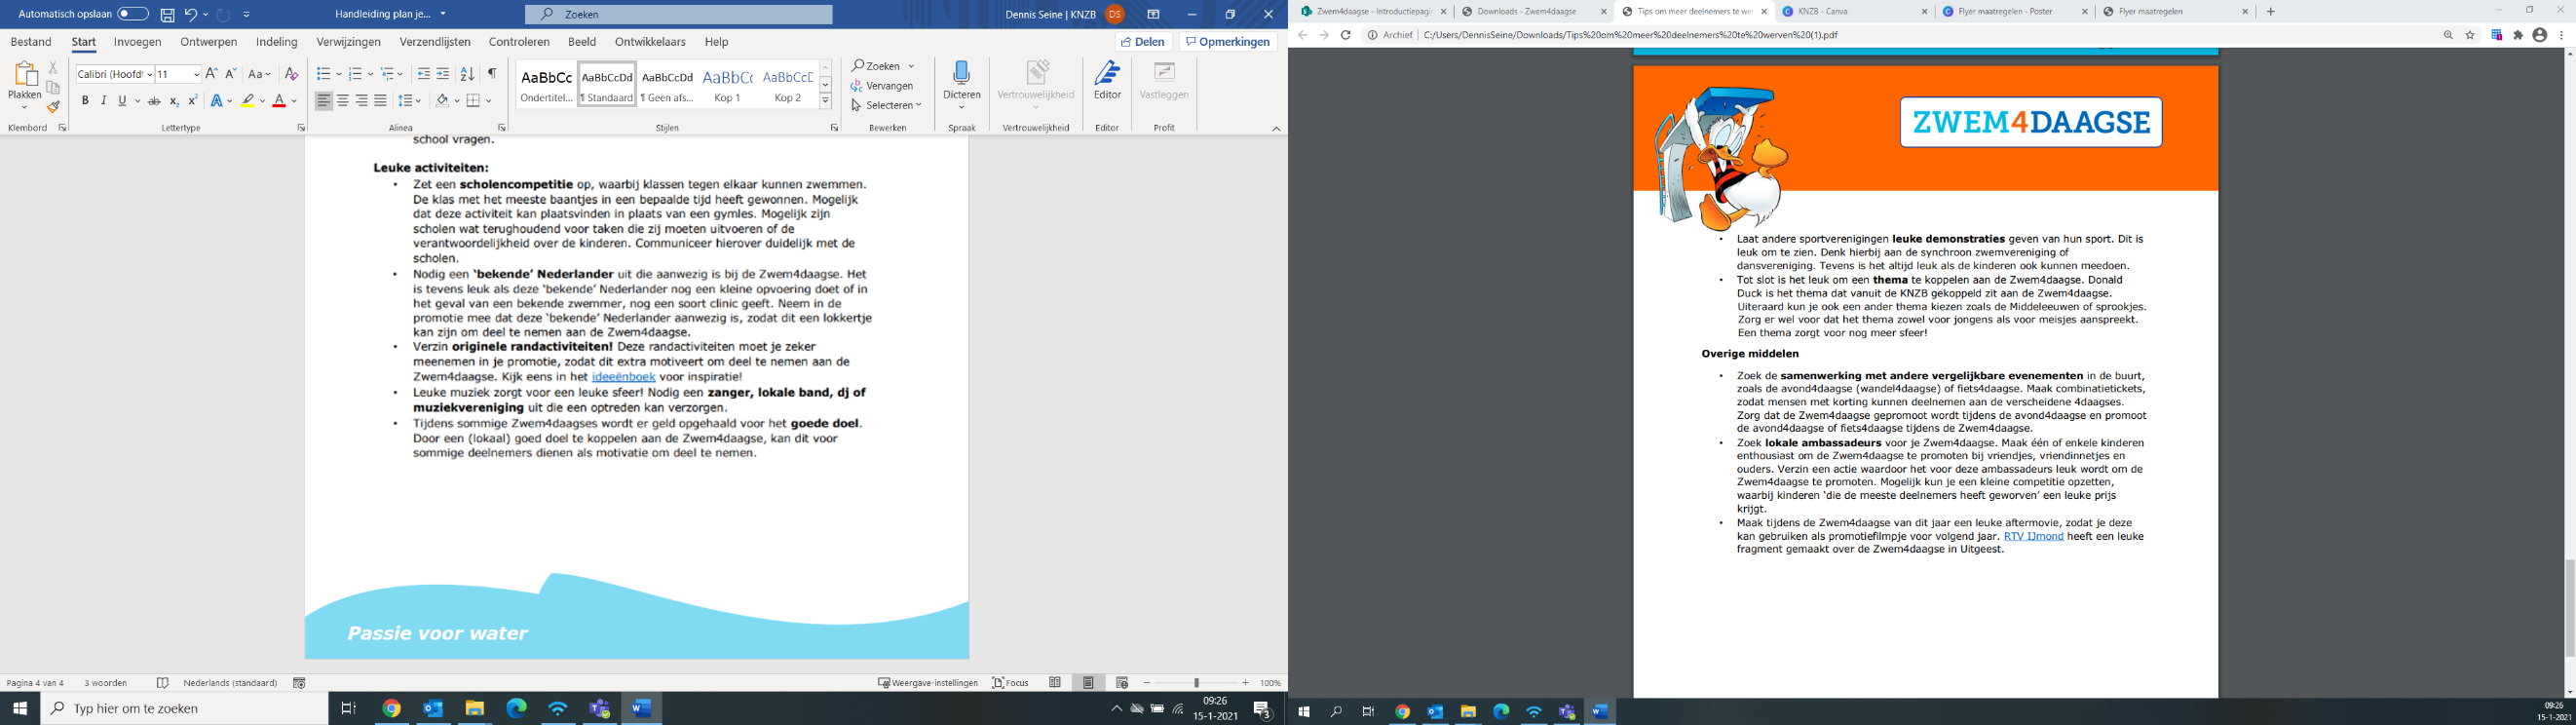 Automatisch opslaan
Handleiding plan je...
Zoeken
Dennis Seine | KNZB
DS
Bestand Start Invoegen Ontwerpen Indeling Verwijzingen Verzendlijsten Controleren Beeld Ontwikkelaars Help
Delen
Opmerkingen
Plakken
Calibri (Hoofdt
11
Aa
Klembord
Lettertype
Alinea
AaBbCc AaBbCcDd AaBbCcDd AaBbCc AaBbCcE
Ondertitel... ¶ Standaard ¶ Geen afs... Kop 1 Kop 2
Stijlen
Zoeken
Vervangen
Selecteren
Bewerken
Dicteren
Spraak
Vertrouwelijkheid
Vertrouwelijkheid
Editor
Editor
Vastleggen
Profit
school vragen.
Leuke activiteiten:
• Zet een scholencompetitie op, waarbij klassen tegen elkaar kunnen zwemmen.
De klas met het meeste baantjes in een bepaalde tijd heeft gewonnen. Mogelijk
dat deze activiteit kan plaatsvinden in plaats van een gymles. Mogelijk zijn
scholen wat terughoudend voor taken die zij moeten uitvoeren of de
verantwoordelijkheid over de kinderen. Communiceer hierover duidelijk met de
scholen.
• Nodig een ‘bekende’ Nederlander uit die aanwezig is bij de Zwem4daagse. Het
is tevens leuk als deze ‘bekende’ Nederlander nog een kleine opvoering doet of in
het geval van een bekende zwemmer, nog een soort clinic geeft. Neem in de
promotie mee dat deze ‘bekende’ Nederlander aanwezig is, zodat dit een lokkertje
kan zijn om deel te nemen aan de Zwem4daagse.
• Verzin originele randactiviteiten! Deze randactiviteiten moet je zeker
meenemen in je promotie, zodat dit extra motiveert om deel te nemen aan de
Zwem4daagse. Kijk eens in het ideeënboek voor inspiratie!
• Leuke muziek zorgt voor een leuke sfeer! Nodig een zanger, lokale band, dj of
muziekvereniging uit die een optreden kan verzorgen.
• Tijdens sommige Zwem4daagses wordt er geld opgehaald voor het goede doel.
Door een (lokaal) goed doel te koppelen aan de Zwem4daagse, kan dit voor
sommige deelnemers dienen als motivatie om deel te nemen.
Passie voor water
Pagina 4 van 4 3 woorden Nederlands (standaard)
Weergave-instellingen Focus 100%
Typ hier om te zoeken
09:26
15-1-2021
3
Zwem4daagse - Introductiepagin
Downloads - Zwem4daagse
Tips om meer deelnemers te we
KNZB - Canva
Flyer maatregelen - Poster
Flyer maatregelen
Archief | C:/Users/DennisSeine/Downloads/Tips%20om%20meer%20deelnemers%20te%20werven%20(1).pdf
ZWEM4DAAGSE
• Laat andere sportverenigingen leuke demonstraties geven van hun sport. Dit is
leuk om te zien. Denk hierbij aan de synchroon zwemvereniging of
dansvereniging. Tevens is het altijd leuk als de kinderen ook kunnen meedoen.
• Tot slot is het leuk om een thema te koppelen aan de Zwem4daagse. Donald
Duck is het thema dat vanuit de KNZB gekoppeld zit aan de Zwem4daagse.
Uiteraard kun je ook een ander thema kiezen zoals de Middeleeuwen of sprookjes.
Zorg er wel voor dat het thema zowel voor jongens als voor meisjes aanspreekt.
Een thema zorgt voor nog meer sfeer!
Overige middelen
• Zoek de samenwerking met andere vergelijkbare evenementen in de buurt,
zoals de avond4daagse (wandel4daagse) of fiets4daagse. Maak combinatietickets,
zodat mensen met korting kunnen deelnemen aan de verscheidene 4daagses.
Zorg dat de Zwem4daagse gepromoot wordt tijdens de avond4daagse en promoot
de avond4daagse of fiets4daagse tijdens de Zwem4daagse.
• Zoek lokale ambassadeurs voor je Zwem4daagse. Maak één of enkele kinderen
enthousiast om de Zwem4daagse te promoten bij vriendjes, vriendinnetjes en
ouders. Verzin een actie waardoor het voor deze ambassadeurs leuk wordt om de
Zwem4daagse te promoten. Mogelijk kun je een kleine competitie opzetten,
waarbij kinderen ‘die de meeste deelnemers heeft geworven’ een leuke prijs
krijgt.
• Maak tijdens de Zwem4daagse van dit jaar een leuke aftermovie, zodat je deze
kan gebruiken als promotiefilmpje voor volgend jaar. RTV IJmond heeft een leuke
fragment gemaakt over de Zwem4daagse in Uitgeest.
09:26
15-1-2021